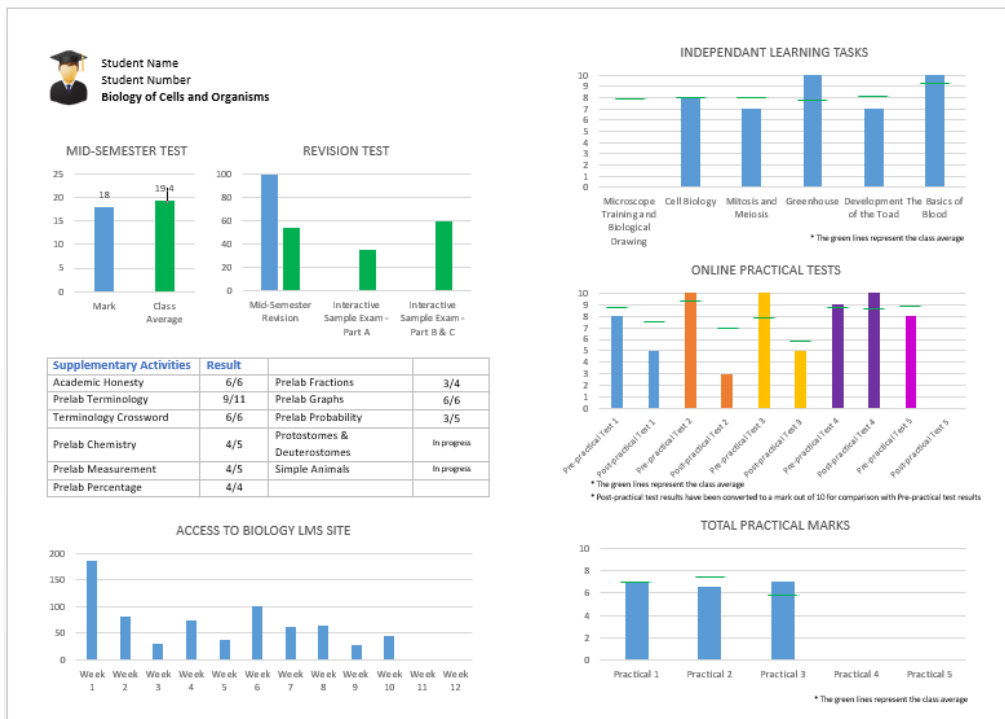 Student Name
Student Number
Biology of Cells and Organisms
MID-SEMESTER TEST
25
20
15
10
5
0
18
19.4
Mark
Class
Average
REVISION TEST
100
80
60
40
20
0
Mid-Semester
Revision
Interactive
Sample Exam -
Part A
Interactive
Sample Exam -
Part B & C
Supplementary Activities Result
Academic Honesty 6/6 Prelab Fractions 3/4
Prelab Terminology 9/11 Prelab Graphs 6/6
Terminology Crossword 6/6 Prelab Probability 3/5
Prelab Chemistry 4/5 Protostomes &
Deuterostomes In progress
Prelab Measurement 4/5 Simple Animals In progress
Prelab Percentage 4/4
ACCESS TO BIOLOGY LMS SITE
200
150
100
50
0
Week
1
Week
2
Week
3
Week
4
Week
5
Week
6
Week
7
Week
8
Week
9
Week
10
Week
11
Week
12
INDEPENDANT LEARNING TASKS
10
9
8
7
6
5
4
3
2
1
0
Microscope
Training and
Biological
Drawing
Cell Biology
Mitosis and
Meiosis
Greenhouse
Development
of the Toad
The Basics of
Blood
* The green lines represent the class average
ONLINE PRACTICAL TESTS
10
9
8
7
6
5
4
3
2
1
0
Pre-practical Test 1
Post-practical Test 1
Pre-practical Test 2
Post-practical Test 2
Pre-practical Test 3
Post-practical Test 3
Pre-practical Test 4
Post-practical Test 4
Pre-practical Test 5
Post-practical Test 5
* The green lines represent the class average
* Post-practical test results have been converted to a mark out of 10 for comparison with Pre-practical test results
TOTAL PRACTICAL MARKS
10
8
6
4
2
0
Practical 1
Practical 2
Practical 3
Practical 4
Practical 5
* The green lines represent the class average